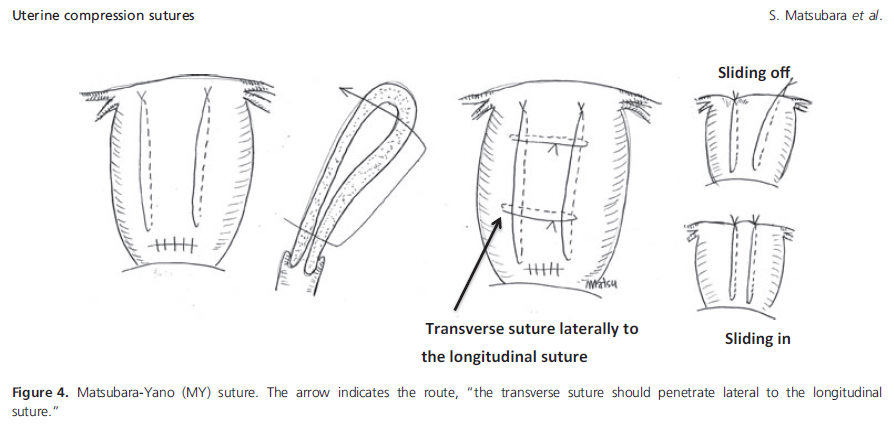 Uterine compression sutures
S. Matsubara et al.
Sliding off
Transverse suture laterally to
the longitudinal suture
Sliding in
Figure 4. Matsubara-Yano (MY) suture. The arrow indicates the route, “the transverse suture should penetrate lateral to the longitudinal
suture.”